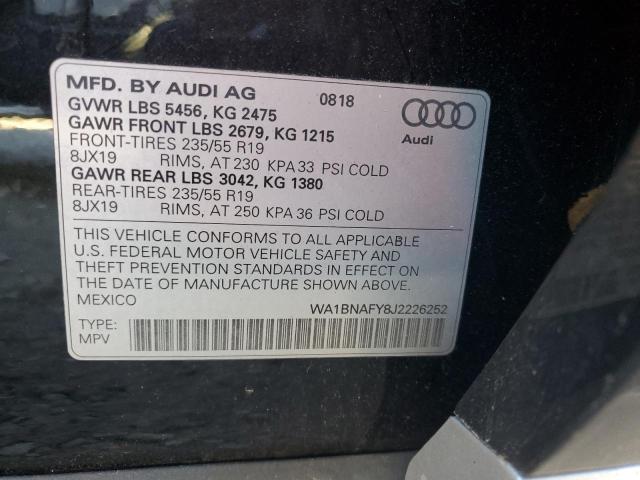 MFD. BY AUDI AG 0818
GVWR LBS 5456, KG 2475
GAWR FRONT LBS 2679, KG 1215
FRONT-TIRES 235/55 R19
8JX19 RIMS, AT 230 KPA 33 PSI COLD
GAWR REAR LBS 3042, KG 1380
REAR-TIRES 235/55 R19
8JX19 RIMS, AT 250 KPA 36 PSI COLD
Audi
THIS VEHICLE CONFORMS TO ALL APPLICABLE
U.S. FEDERAL MOTOR VEHICLE SAFETY AND
THEFT PREVENTION STANDARDS IN EFFECT ON
THE DATE OF MANUFACTURE SHOWN ABOVE.
MEXICO WA1BNAFY8J2226252
TYPE:
MPV